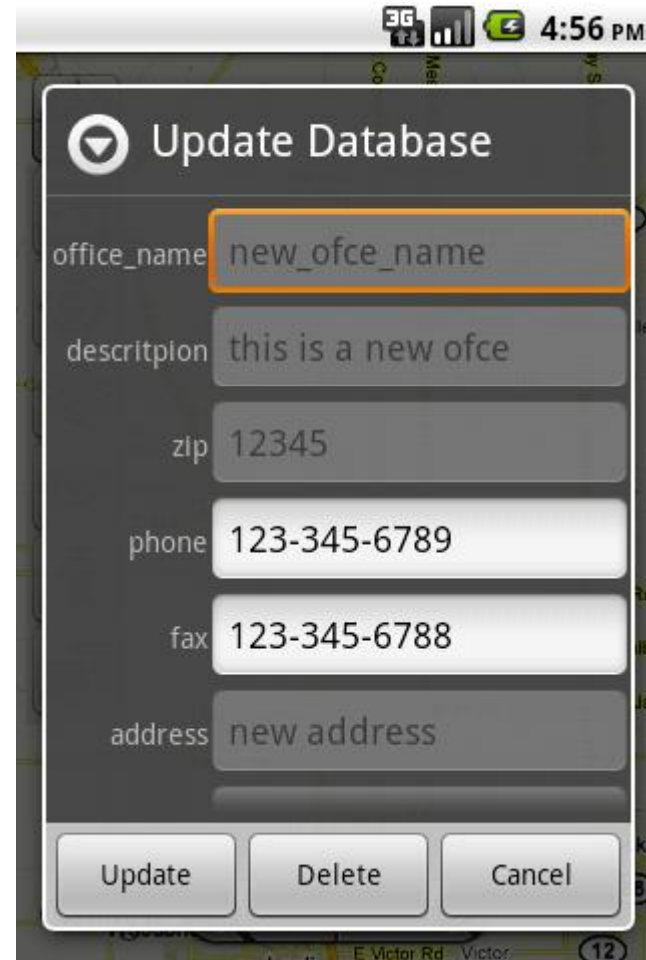 3G 4:56 PM
Update Database
office_name new_ofce_name
descritpion this is a new ofce
zip 12345
phone 123-345-6789
fax 123-345-6788
address new address
Update Delete Cancel
E Victor Rd Victor 12